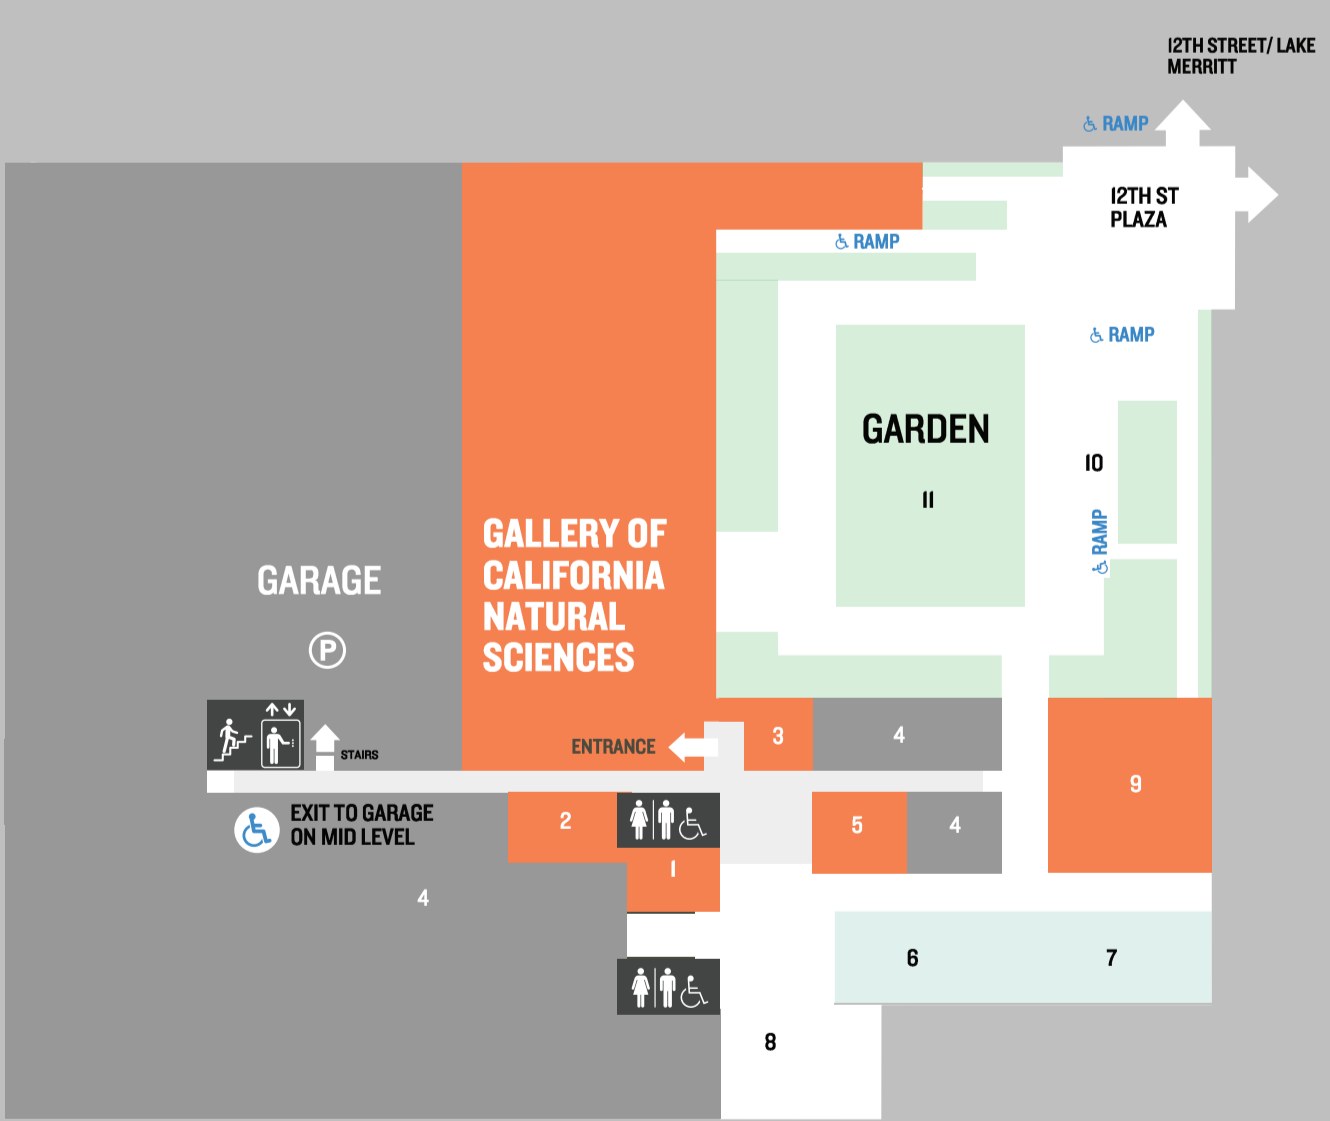 12TH STREET/ LAKE
MERRITT
RAMP
12TH ST
PLAZA
RAMP
RAMP
GARDEN
10
11
RAMP
GALLERY OF
CALIFORNIA
NATURAL
SCIENCES
GARAGE
P
3
4
ENTRANCE
STAIRS
9
EXIT TO GARAGE
ON MID LEVEL
2
5
4
1
4
6
7
8